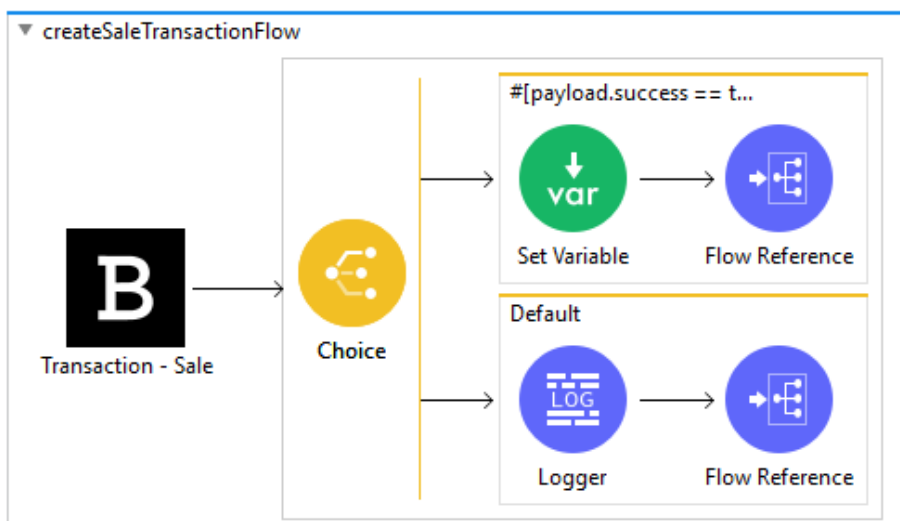 createSaleTransactionFlow
#[payload.success == t...
var
Set Variable
Flow Reference
B
Transaction - Sale
Choice
Default
LOG
Logger
Flow Reference